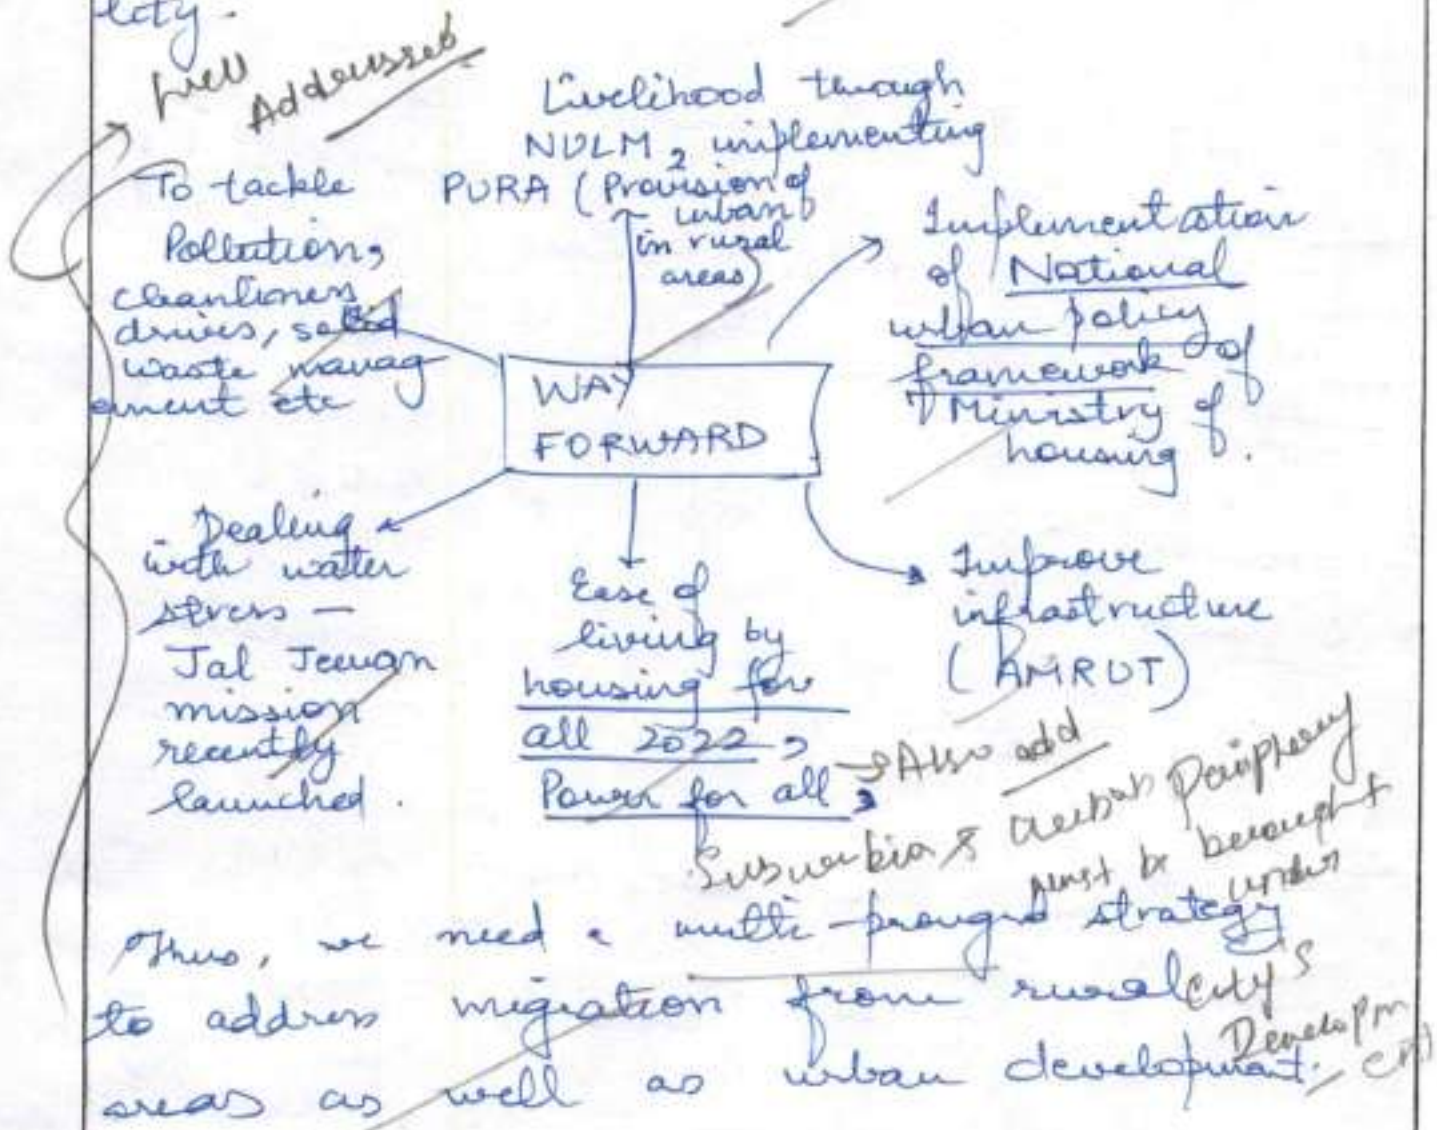 city.
Well
Addressed
Livelihood through
NULM, implementing
PURA (Provision of
urban
in rural
areas)
To tackle
Pollution,
cleanliness
drives, solid
waste manag
ement etc
Implementation
of National
urban policy
framework of
Ministry of
housing.
WAY
FORWARD
Dealing
with water
stress –
Jal Jeevan
mission
recently
launched.
Ease of
living by
housing for
all 2022,
Power for all,
Improve
infrastructure
(AMRUT)
→ Also add
Suburbia & Urban Periphery
must be brought
under
city's
Developm
ent
Thus, we need a multi-pronged strategy
to address migration from rural
areas as well as urban development.